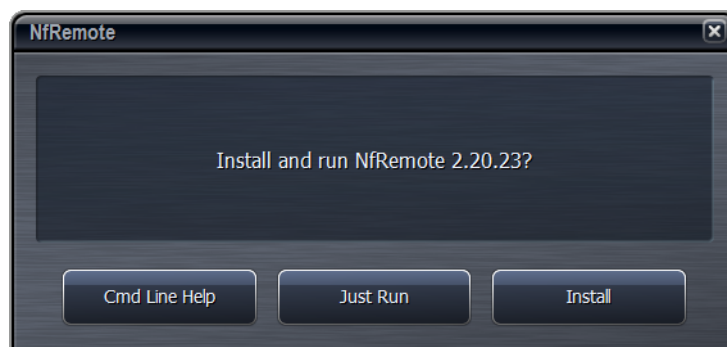 NfRemote
Install and run NfRemote 2.20.23?
Cmd Line Help
Just Run
Install